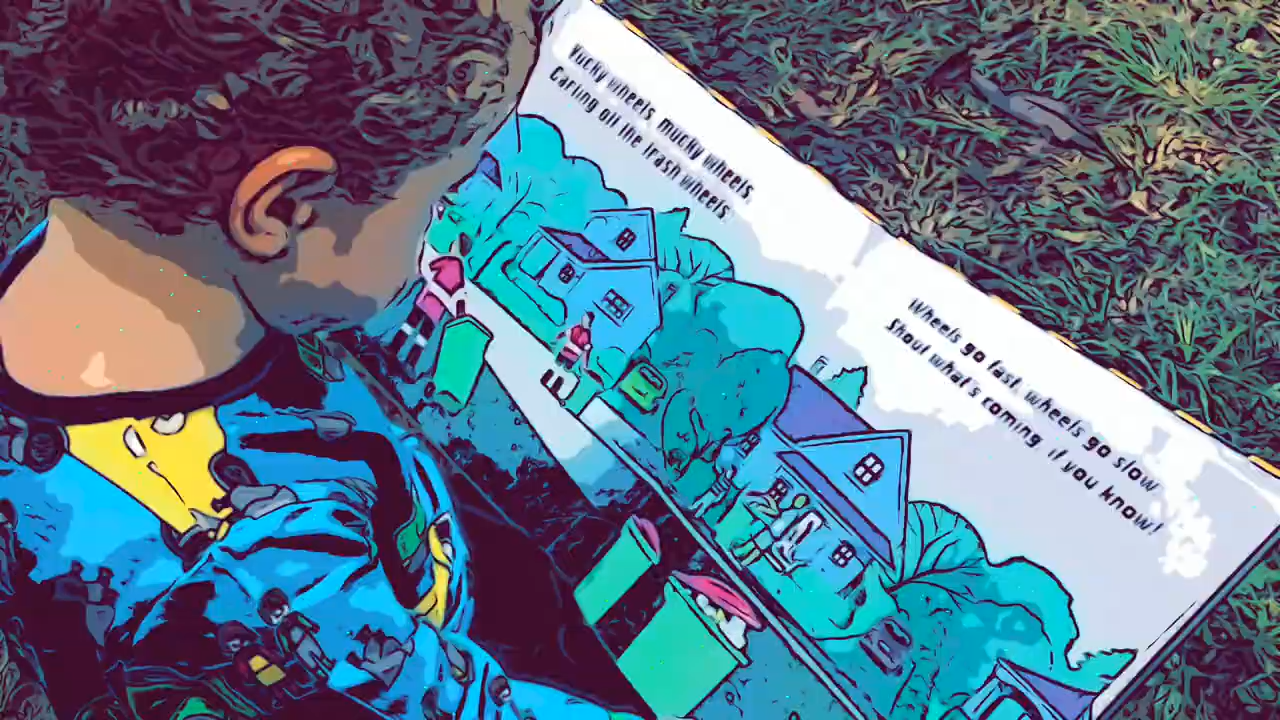 Yucky wheels, mucky wheels,
Carting off the trash wheels.
Wheels go fast, wheels go slow.
Shout what's coming, if you know!